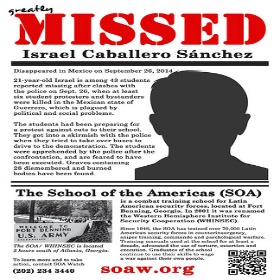 greatly
MISSED
Israel Caballero Sánchez
Disappeared in Mexico on September 26, 2014
21-year-old Israel is among 43 students
reported missing after clashes with
the police on Sept. 26, when at least
six student protesters and bystanders
were killed in the Mexican state of
Guerrero, which is plagued by
political and social problems.
The students had been preparing for
a protest against cuts to their school.
They got into a skirmish with the police
when they tried to take over buses to
drive to the demonstration. The students
were apprehended by the police after the
confrontation, and are feared to have
been executed. Graves containing
28 dismembered and burned
bodies have been found.
The School of the Americas (SOA)
WELCOME TO
FORT BENNING
U.S. ARMY
The SOA/ WHINSEC is located
2 hours south of Atlanta, Georgia.
To learn more and to take
action, contact SOA Watch
(202) 234 3440
is a combat training school for Latin
American security forces, located at Fort
Benning, Georgia. In 2001 it was renamed
the Western Hemisphere Institute for
Security Cooperation (WHINSEC).
Since 1946, the SOA has trained over 70,000 Latin
American security forces in counterinsurgency,
sniper training, commando and psychological warfare.
Training manuals used at the school for at least a
decade, advocated the use of torture, extortion and
execution. Graduates of the school
continue to use their skills to wage
a war against their own people.
soaw.org